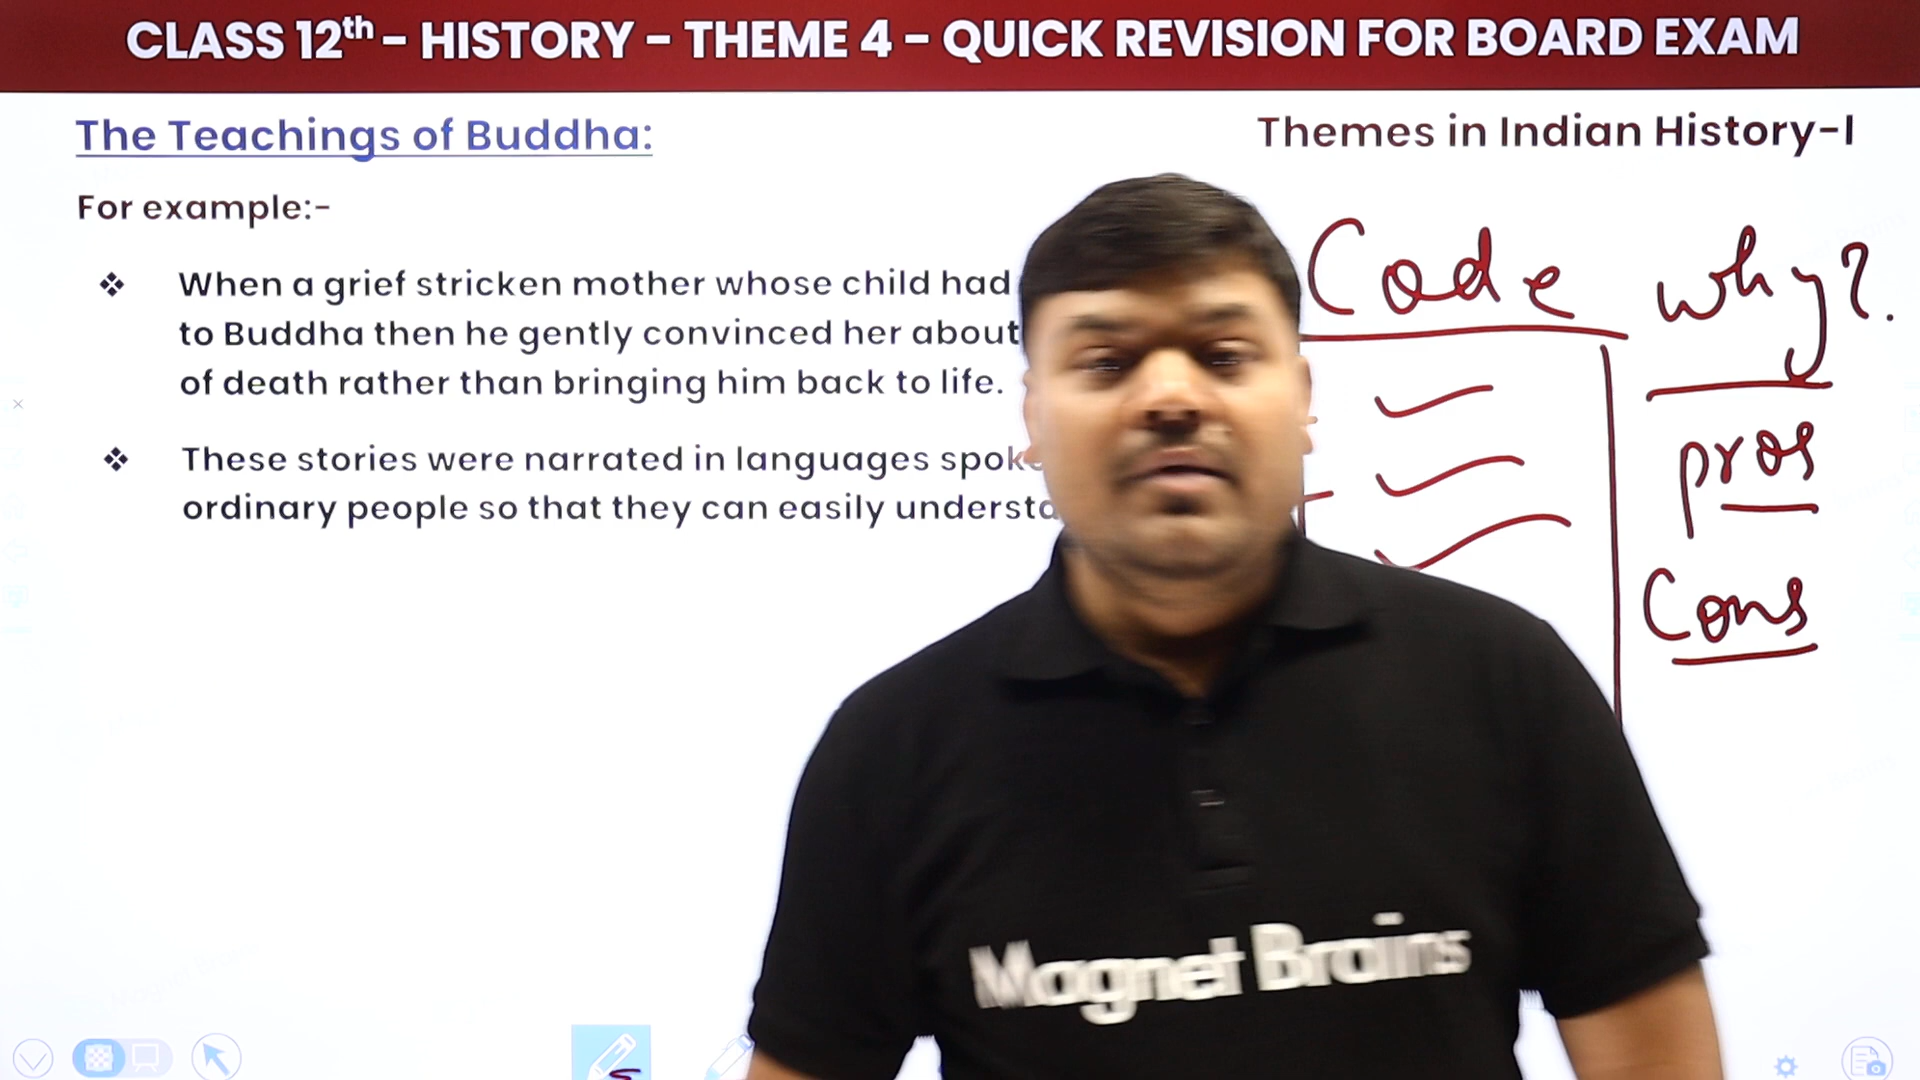 CLASS 12th - HISTORY - THEME 4 - QUICK REVISION FOR BOARD EXAM
The Teachings of Buddha:
Themes in Indian History-I
For example:-
When a grief stricken mother whose child had
to Buddha then he gently convinced her about
of death rather than bringing him back to life.
These stories were narrated in languages
ordinary people so that they can easily
Code why?
pros
Cons
Magnet Brains